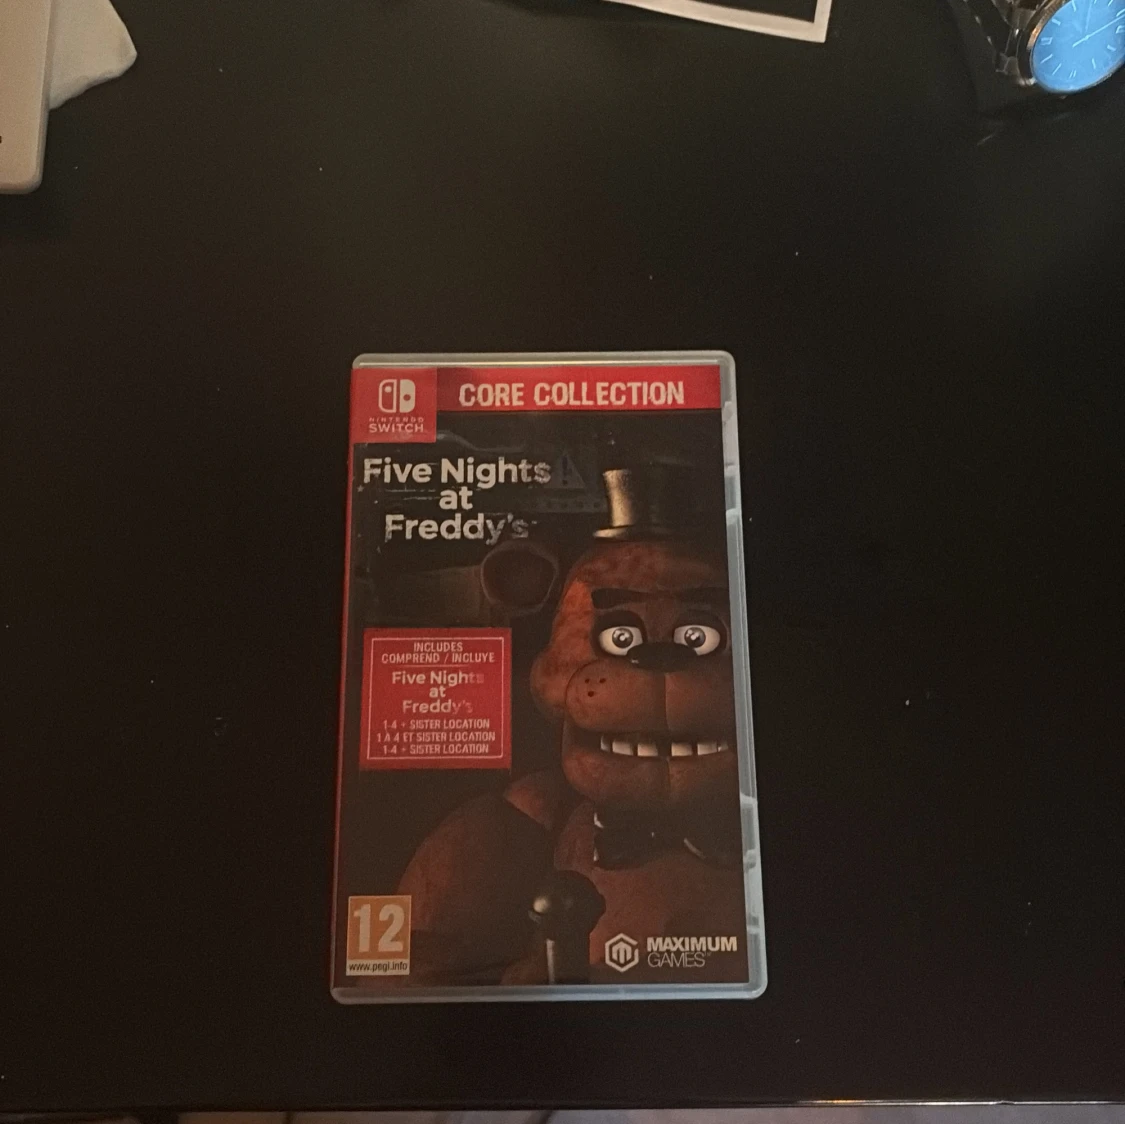 CORE COLLECTION
NINTENDO
SWITCH
Five Nights
at
Freddy's
INCLUDES
COMPREND / INCLUYE
Five Nights
at
Freddy's
1-4 + SISTER LOCATION
1 À 4 ET SISTER LOCATION
1-4 + SISTER LOCATION
12
www.pegi.info
MAXIMUM
GAMES